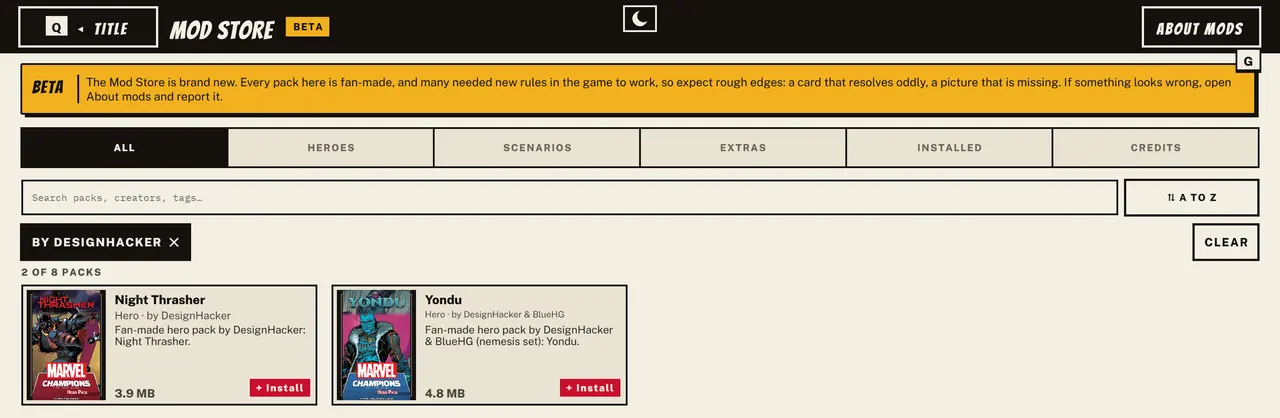 Q ◂ TITLE MOD STORE BETA ABOUT MODS
G
BETA The Mod Store is brand new. Every pack here is fan-made, and many needed new rules in the game to work, so expect rough edges: a card that resolves oddly, a picture that is missing. If something looks wrong, open
About mods and report it.
ALL HEROES SCENARIOS EXTRAS INSTALLED CREDITS
Search packs, creators, tags…
⇅ A TO Z
BY DESIGNHACKER ✕ CLEAR
2 OF 8 PACKS
NIGHT
THRASHER
MARVEL
CHAMPIONS
HERO PACK
Night Thrasher
Hero · by DesignHacker
Fan-made hero pack by DesignHacker:
Night Thrasher.
3.9 MB + Install
YONDU
MARVEL
CHAMPIONS
HERO PACK
Yondu
Hero · by DesignHacker & BlueHG
Fan-made hero pack by DesignHacker
& BlueHG (nemesis set): Yondu.
4.8 MB + Install